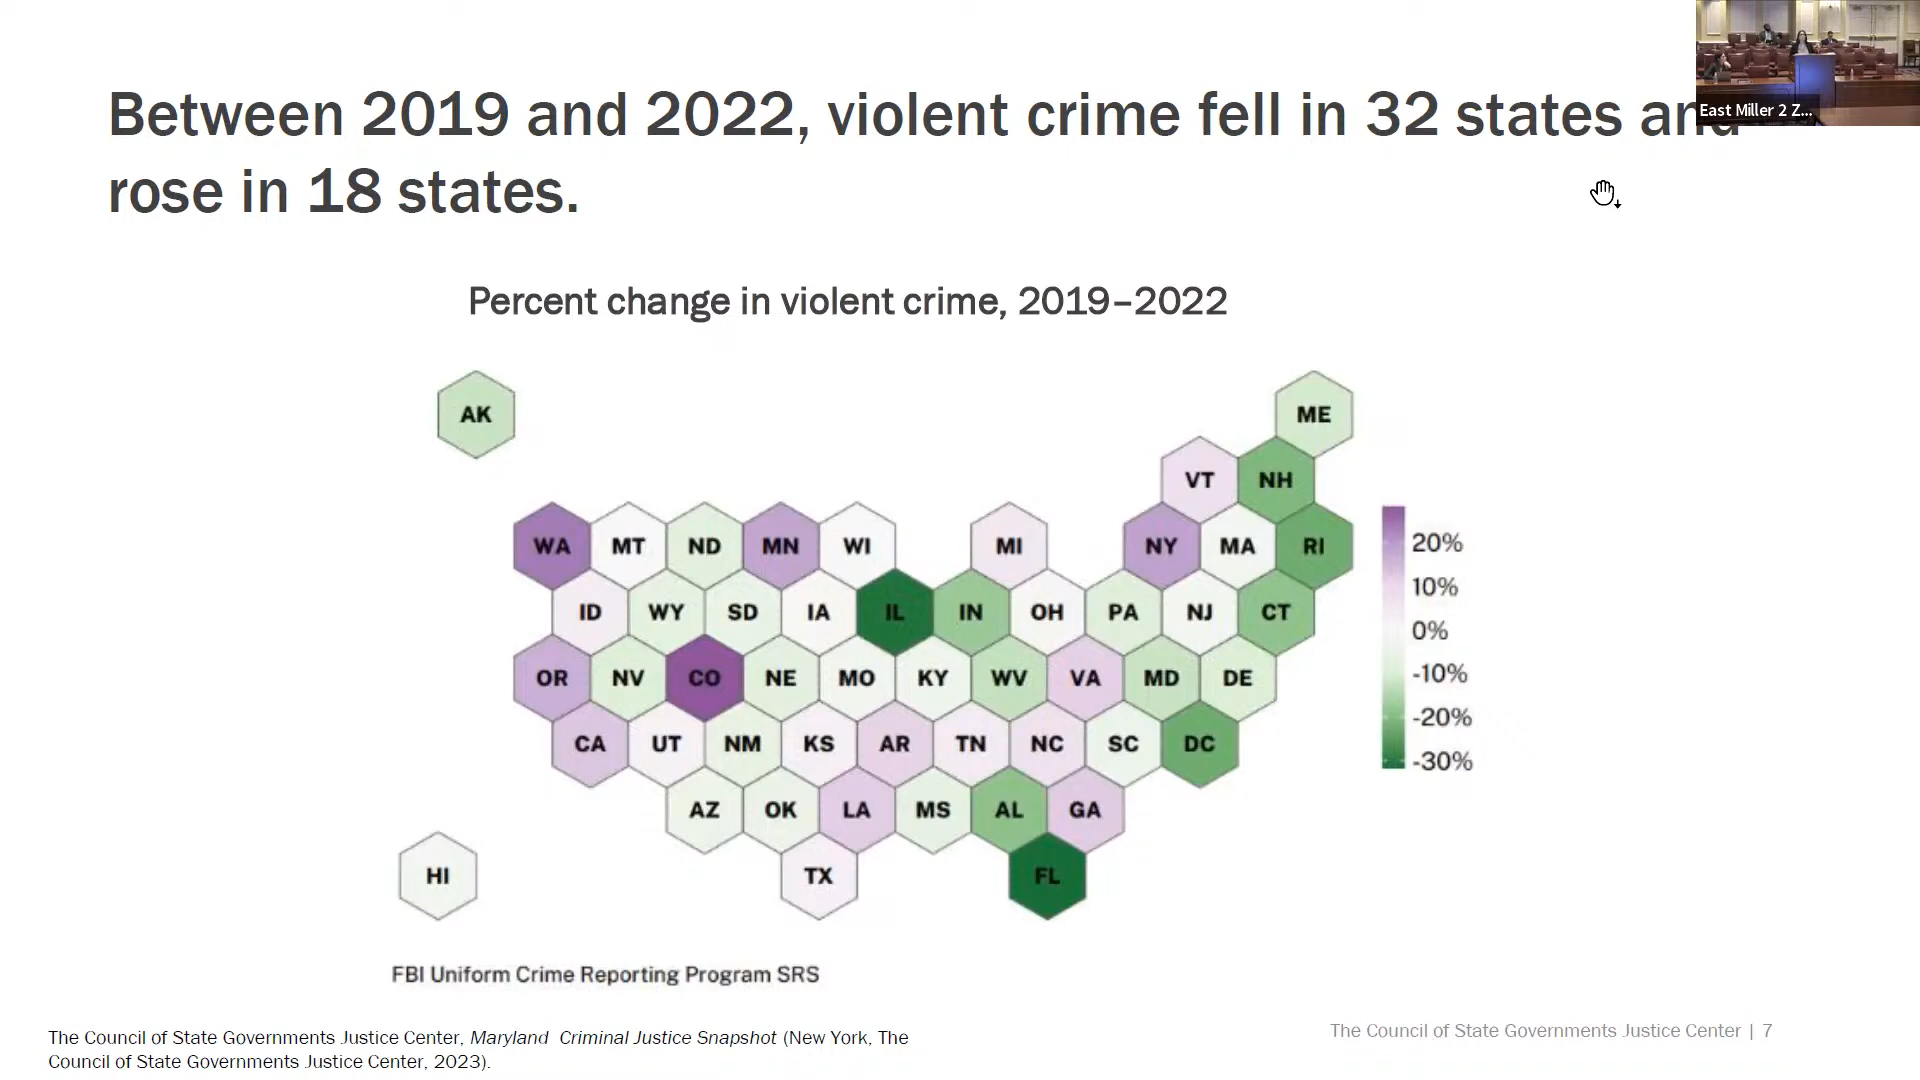 Between 2019 and 2022, violent crime fell in 32 states and
rose in 18 states.
East Miller 2 Z...
Percent change in violent crime, 2019–2022
AK
ME
VT
NH
WA
MT
ND
MN
WI
MI
NY
MA
RI
ID
WY
SD
IA
IL
IN
OH
PA
NJ
CT
OR
NV
CO
NE
MO
KY
WV
VA
MD
DE
CA
UT
NM
KS
AR
TN
NC
SC
DC
AZ
OK
LA
MS
AL
GA
HI
TX
FL
20%
10%
0%
-10%
-20%
-30%
FBI Uniform Crime Reporting Program SRS
The Council of State Governments Justice Center, Maryland Criminal Justice Snapshot (New York, The
Council of State Governments Justice Center, 2023).
The Council of State Governments Justice Center | 7